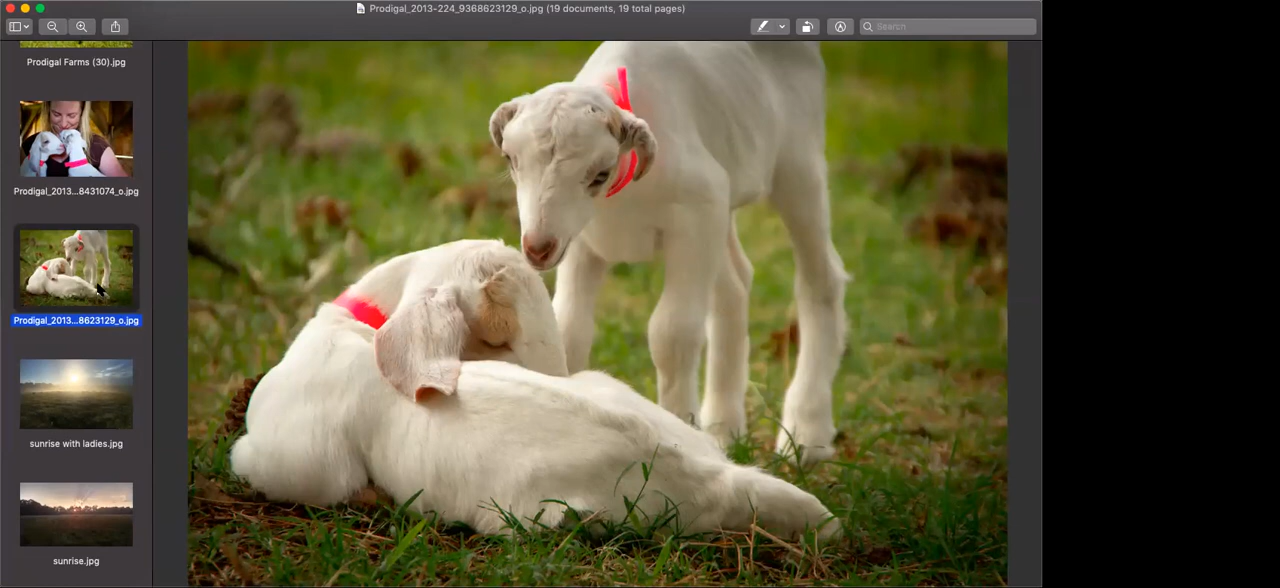 Prodigal_2013-224_9368623129_o.jpg (19 documents, 19 total pages)
Search
Prodigal Farms (30).jpg
Prodigal_2013...8431074_o.jpg
Prodigal_2013...8623129_o.jpg
sunrise with ladies.jpg
sunrise.jpg